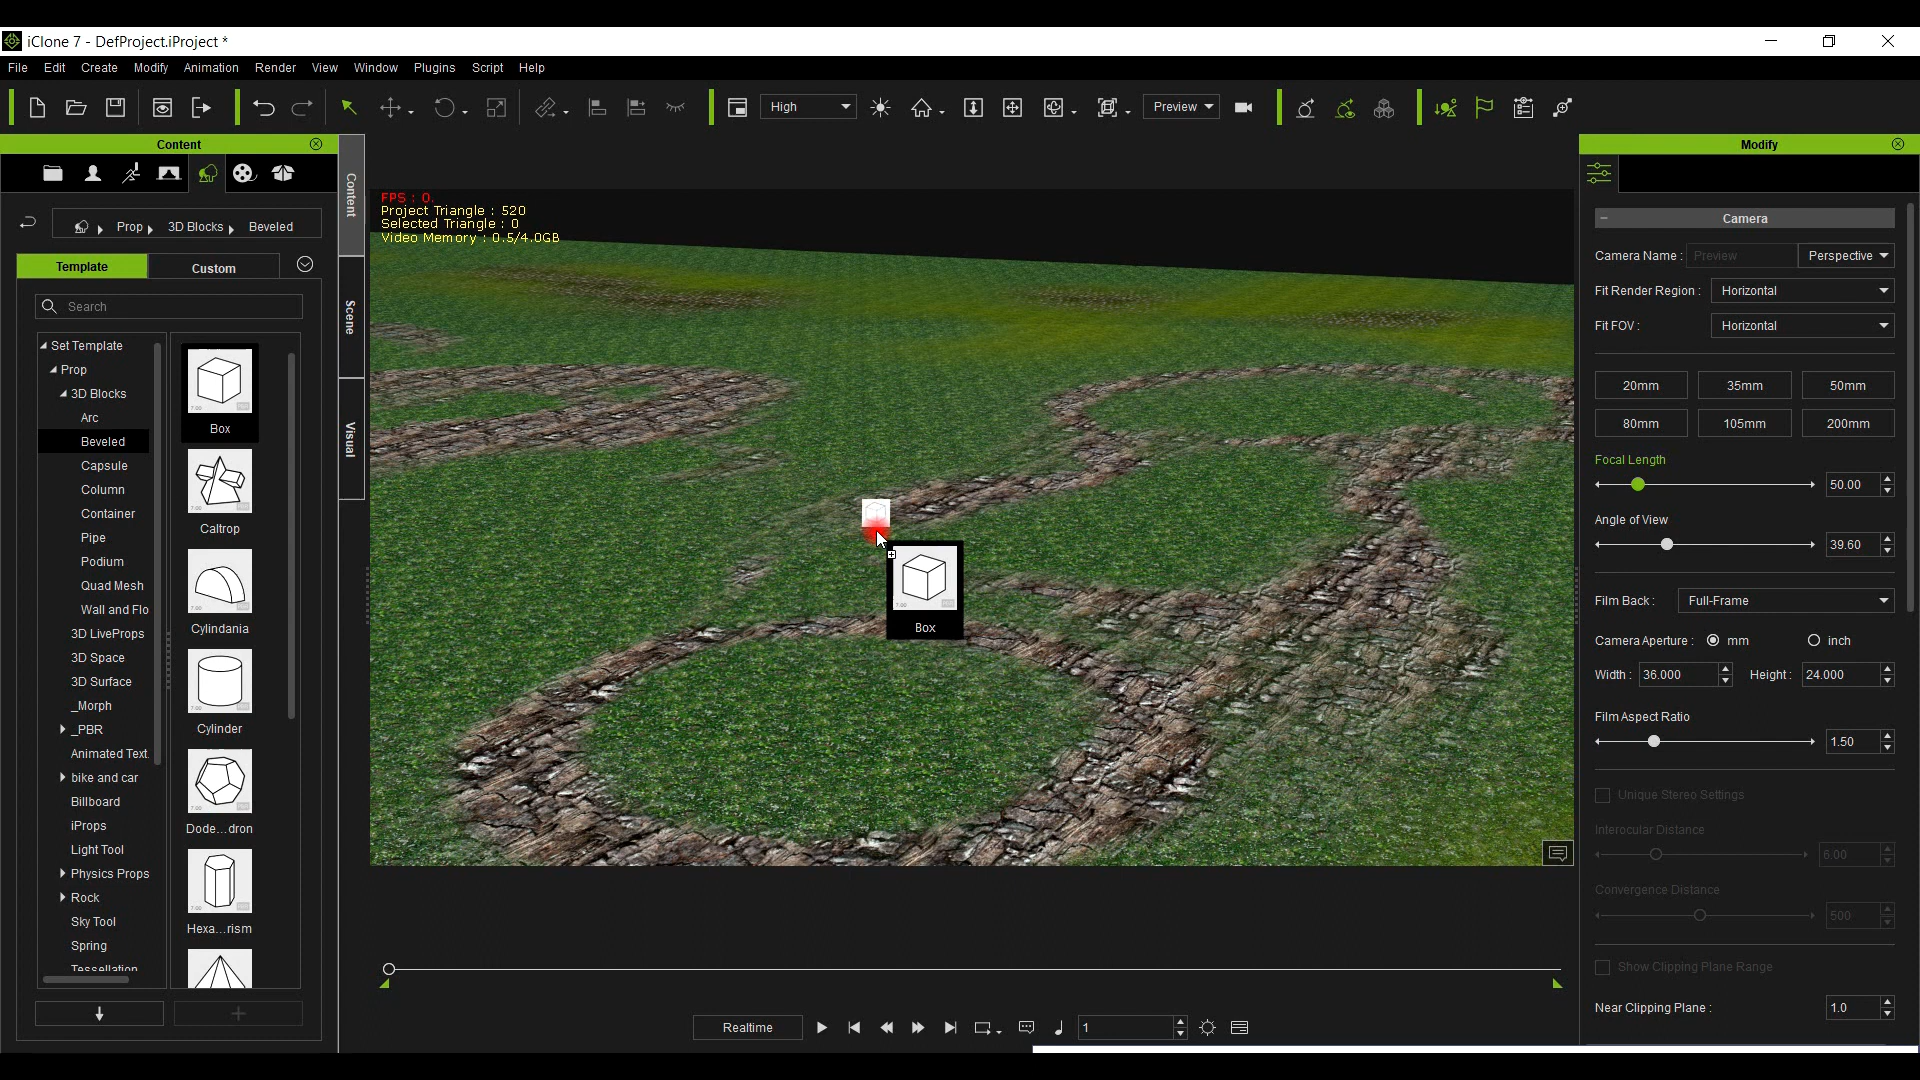 iClone 7 - DefProject.iProject *
File Edit Create Modify Animation Render View Window Plugins Script Help
High
Preview
Content
Modify
Prop 3D Blocks Beveled
Template Custom
Search
Set Template
Prop
3D Blocks
Arc
Beveled
Capsule
Column
Container
Pipe
Podium
Quad Mesh
Wall and Flo
3D LiveProps
3D Space
3D Surface
_Morph
_PBR
Animated Text
bike and car
Billboard
iProps
Light Tool
Physics Props
Rock
Sky Tool
Spring
Tessellation
Box
Caltrop
Cylindania
Cylinder
Dode...dron
Hexa...rism
Content
Scene
Visual
FPS : 0.
Project Triangle : 520
Selected Triangle : 0
Video Memory : 0.5/4.0GB
Box
Realtime
1
Camera
Camera Name : Preview Perspective
Fit Render Region : Horizontal
Fit FOV : Horizontal
20mm 35mm 50mm
80mm 105mm 200mm
Focal Length
50.00
Angle of View
39.60
Film Back : Full-Frame
Camera Aperture : mm inch
Width : 36.000 Height : 24.000
Film Aspect Ratio
1.50
Unique Stereo Settings
Interocular Distance
6.00
Convergence Distance
500
Show Clipping Plane Range
Near Clipping Plane : 1.0